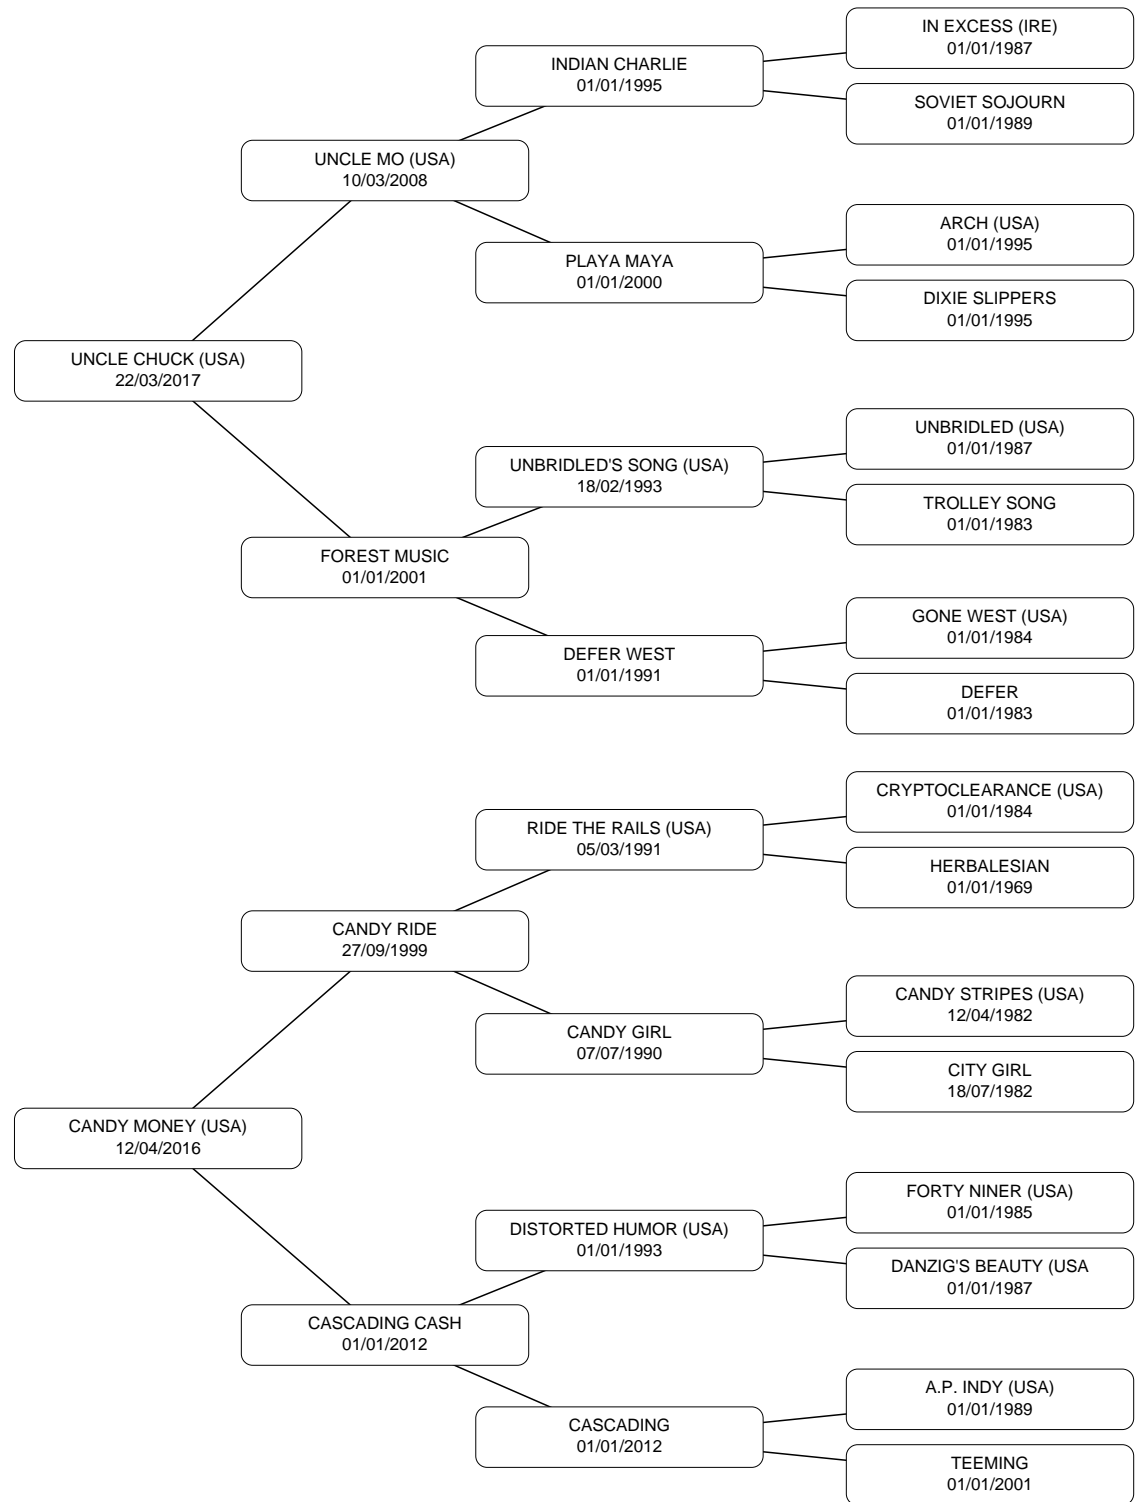 IN EXCESS (IRE)
01/01/1987
INDIAN CHARLIE
01/01/1995
SOVIET SOJOURN
01/01/1989
UNCLE MO (USA)
10/03/2008
ARCH (USA)
01/01/1995
PLAYA MAYA
01/01/2000
DIXIE SLIPPERS
01/01/1995
UNCLE CHUCK (USA)
22/03/2017
UNBRIDLED (USA)
01/01/1987
UNBRIDLED'S SONG (USA)
18/02/1993
TROLLEY SONG
01/01/1983
FOREST MUSIC
01/01/2001
GONE WEST (USA)
01/01/1984
DEFER WEST
01/01/1991
DEFER
01/01/1983
CRYPTOCLEARANCE (USA)
01/01/1984
RIDE THE RAILS (USA)
05/03/1991
HERBALESIAN
01/01/1969
CANDY RIDE
27/09/1999
CANDY STRIPES (USA)
12/04/1982
CANDY GIRL
07/07/1990
CITY GIRL
18/07/1982
CANDY MONEY (USA)
12/04/2016
FORTY NINER (USA)
01/01/1985
DISTORTED HUMOR (USA)
01/01/1993
DANZIG'S BEAUTY (USA
01/01/1987
CASCADING CASH
01/01/2012
A.P. INDY (USA)
01/01/1989
CASCADING
01/01/2012
TEEMING
01/01/2001